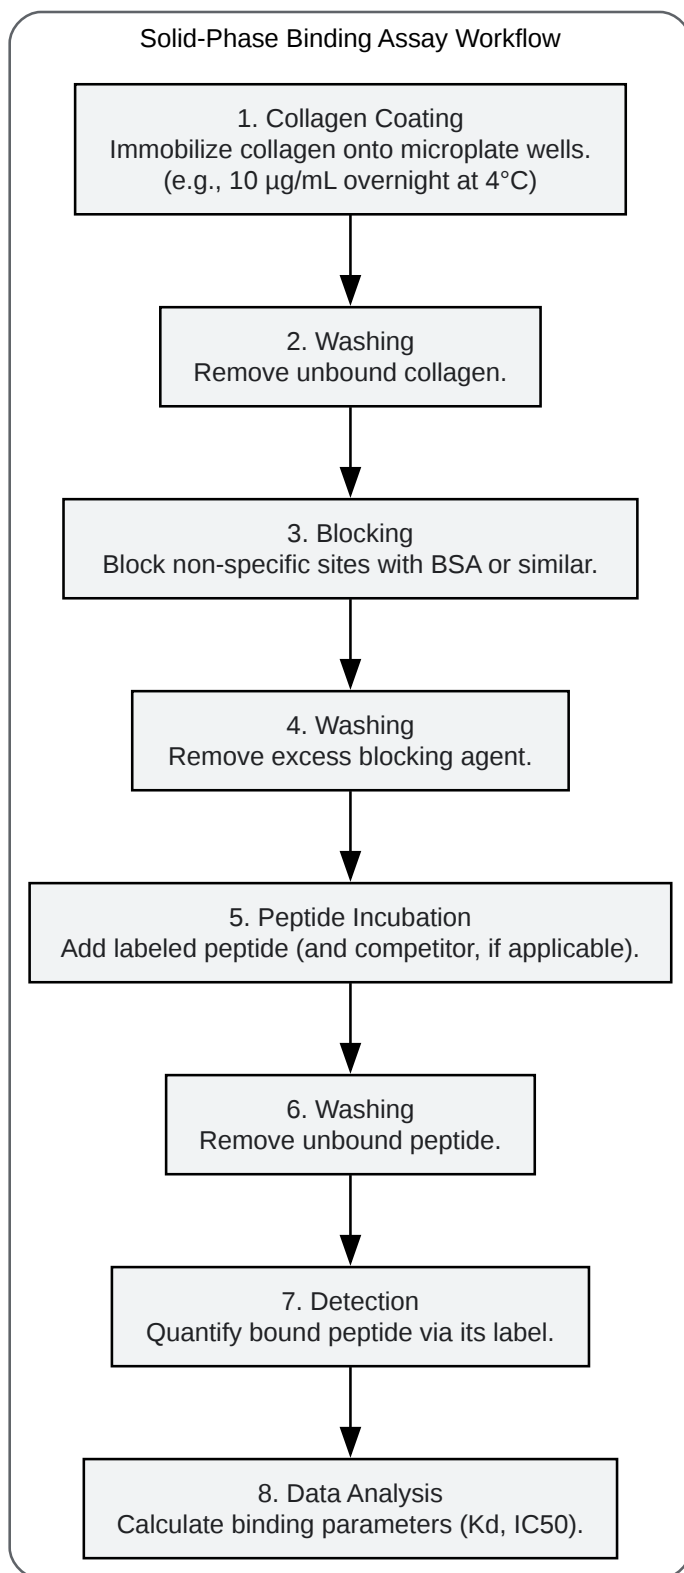 Solid-Phase Binding Assay Workflow
1. Collagen Coating
Immobilize collagen onto microplate wells.
(e.g., 10 µg/mL overnight at 4°C)
2. Washing
Remove unbound collagen.
3. Blocking
Block non-specific sites with BSA or similar.
4. Washing
Remove excess blocking agent.
5. Peptide Incubation
Add labeled peptide (and competitor, if applicable).
6. Washing
Remove unbound peptide.
7. Detection
Quantify bound peptide via its label.
8. Data Analysis
Calculate binding parameters (Kd, IC50).